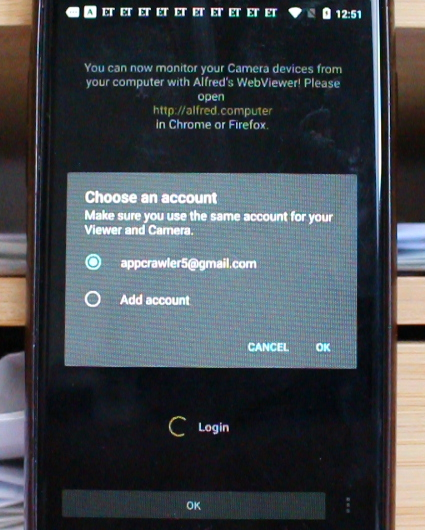 A ET ET ET ET ET ET ET ET ET ET 12:51
You can now monitor your Camera devices from
your computer with Alfred's WebViewer! Please
open
http://alfred.computer
in Chrome or Firefox.
Choose an account
Make sure you use the same account for your
Viewer and Camera.
appcrawler5@gmail.com
Add account
CANCEL OK
Login
OK